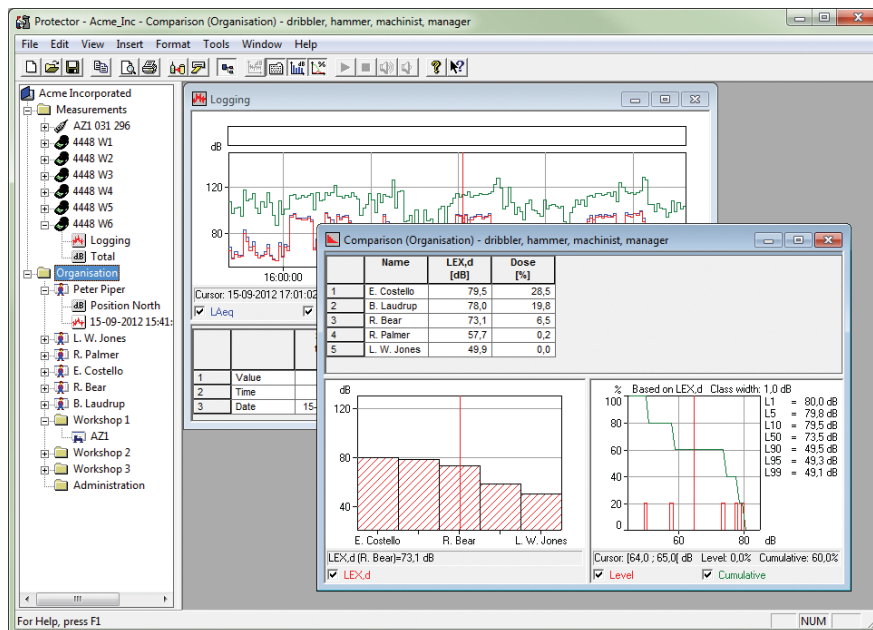 Protector - Acme_Inc - Comparison (Organisation) - dribbler, hammer, machinist, manager
File Edit View Insert Format Tools Window Help
Acme Incorporated
Measurements
AZ1 031 296
4448 W1
4448 W2
4448 W3
4448 W4
4448 W5
4448 W6
Logging
dB Total
Organisation
Peter Piper
dB Position North
15-09-2012 15:41:
L. W. Jones
R. Palmer
E. Costello
R. Bear
B. Laudrup
Workshop 1
AZ1
Workshop 2
Workshop 3
Administration
Logging
dB
120
80
16:00:00
Cursor: 15-09-2012 17:01:02
LAeq
1 Value
2 Time
3 Date 15-
Comparison (Organisation) - dribbler, hammer, machinist, manager
Name LEX,d [dB] Dose [%]
1 E. Costello 79,5 28,5
2 B. Laudrup 78,0 19,8
3 R. Bear 73,1 6,5
4 R. Palmer 57,7 0,2
5 L. W. Jones 49,9 0,0
dB
120
80
40
E. Costello R. Bear L. W. Jones
LEX,d (R. Bear)=73,1 dB
LEX,d
% Based on LEX,d Class width: 1,0 dB
100
80
60
40
20
0
60 80 dB
L1 = 80,0 dB
L5 = 79,8 dB
L10 = 79,5 dB
L50 = 73,5 dB
L90 = 49,5 dB
L95 = 49,3 dB
L99 = 49,1 dB
Cursor: [64,0 ; 65,0[ dB Level: 0,0% Cumulative: 60,0%
Level Cumulative
For Help, press F1
NUM